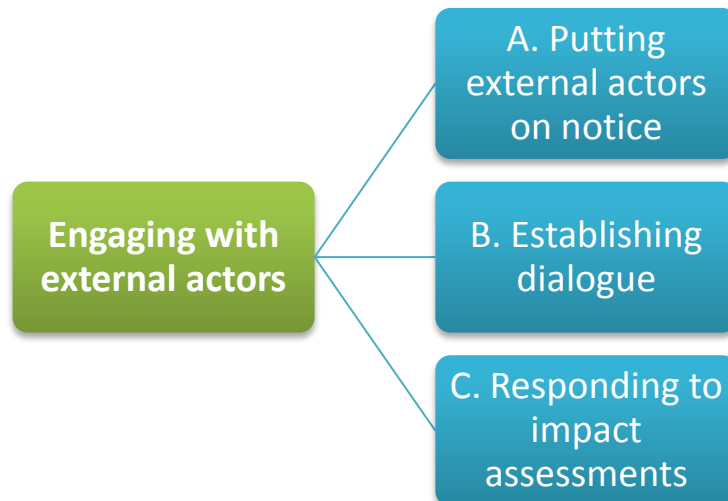 Engaging with
external actors
A. Putting
external actors
on notice
B. Establishing
dialogue
C. Responding to
impact
assessments